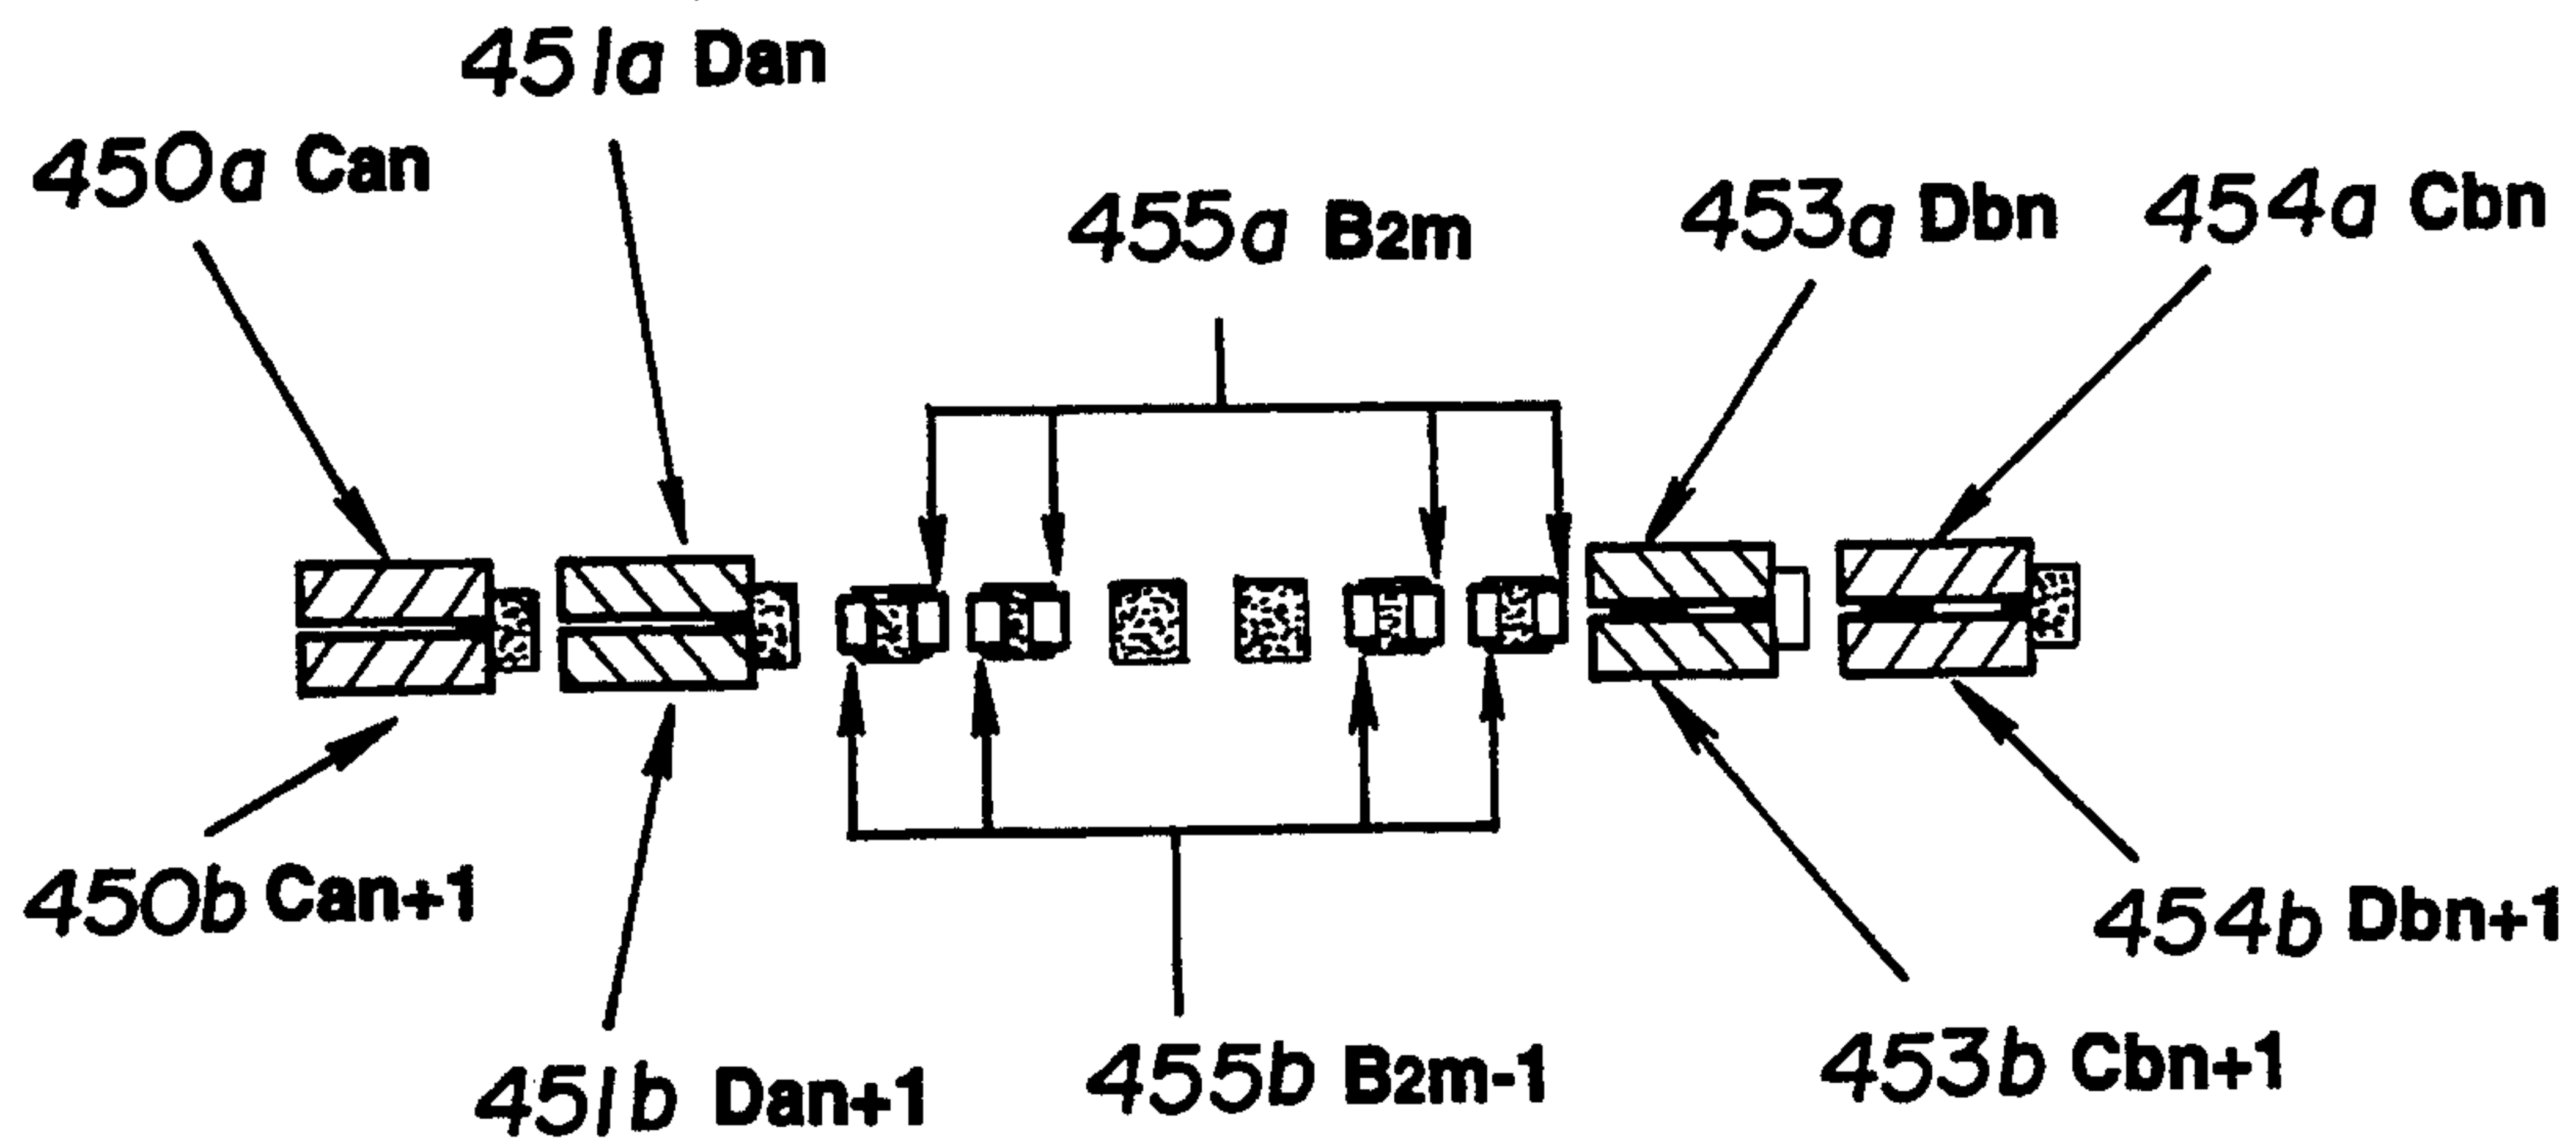 451a Dan
450a Can
455a B2m
453a Dbn
454a Cbn
450b Can+1
451b Dan+1
455b B2m-1
454b Dbn+1
453b Cbn+1